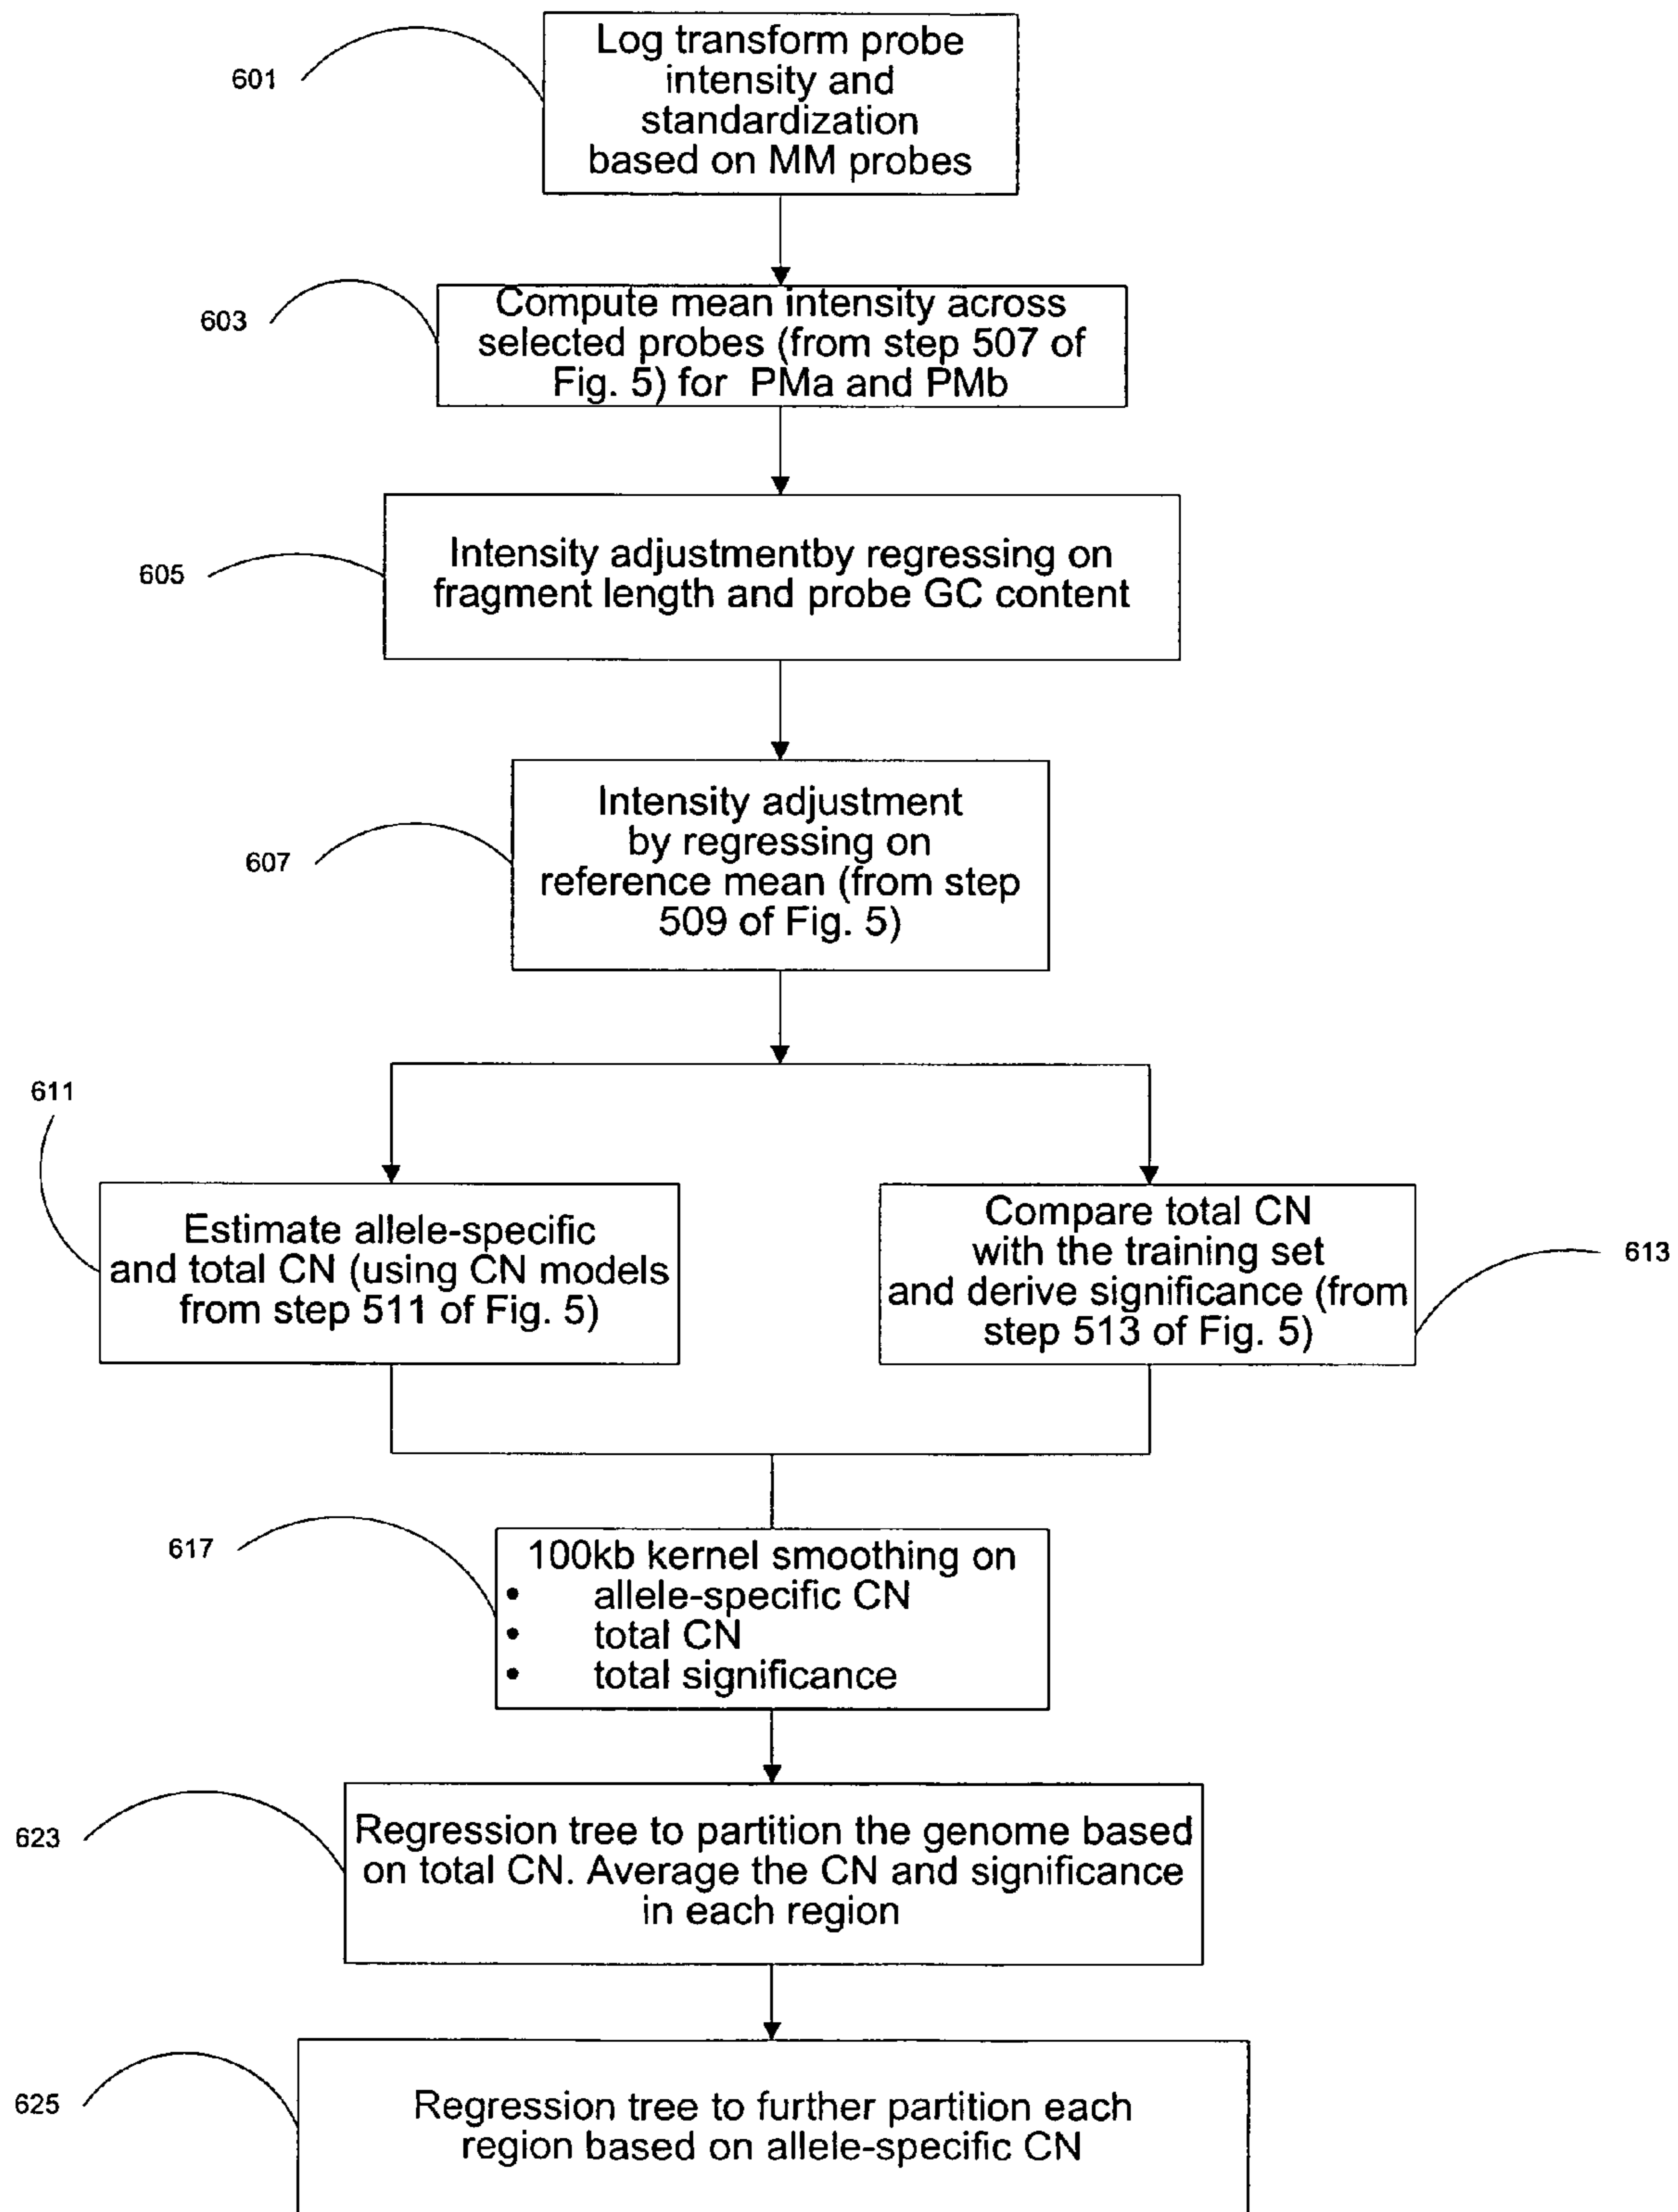 601
Log transform probe
intensity and
standardization
based on MM probes
603
Compute mean intensity across
selected probes (from step 507 of
Fig. 5) for PMa and PMb
605
Intensity adjustmentby regressing on
fragment length and probe GC content
607
Intensity adjustment
by regressing on
reference mean (from step
509 of Fig. 5)
611
Estimate allele-specific
and total CN (using CN models
from step 511 of Fig. 5)
Compare total CN
with the training set
and derive significance (from
step 513 of Fig. 5)
613
617
100kb kernel smoothing on
• allele-specific CN
• total CN
• total significance
623
Regression tree to partition the genome based
on total CN. Average the CN and significance
in each region
625
Regression tree to further partition each
region based on allele-specific CN